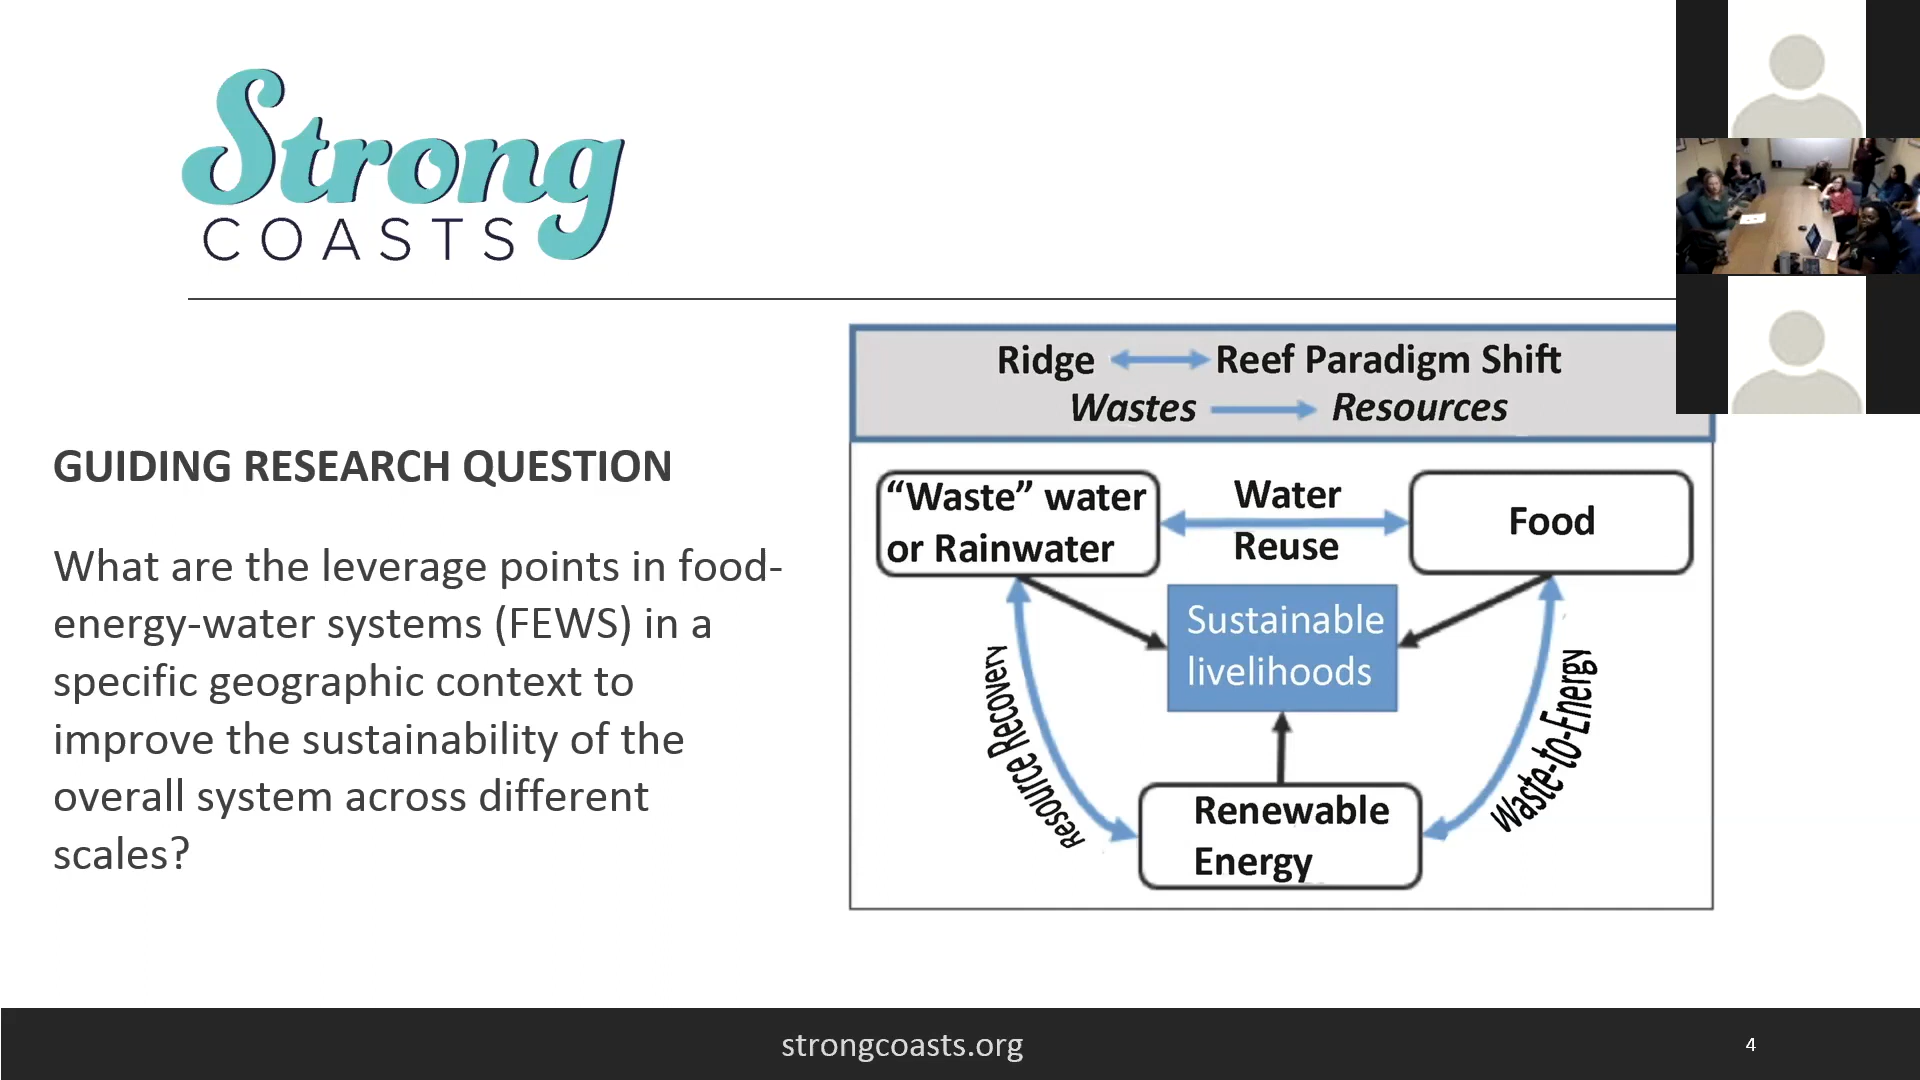 Strong
COASTS
GUIDING RESEARCH QUESTION
What are the leverage points in food-
energy-water systems (FEWS) in a
specific geographic context to
improve the sustainability of the
overall system across different
scales?
Ridge Reef Paradigm Shift
Wastes Resources
“Waste” water
or Rainwater
Water
Reuse
Food
Sustainable
livelihoods
Resource Recovery
Waste-to-Energy
Renewable
Energy
strongcoasts.org
4